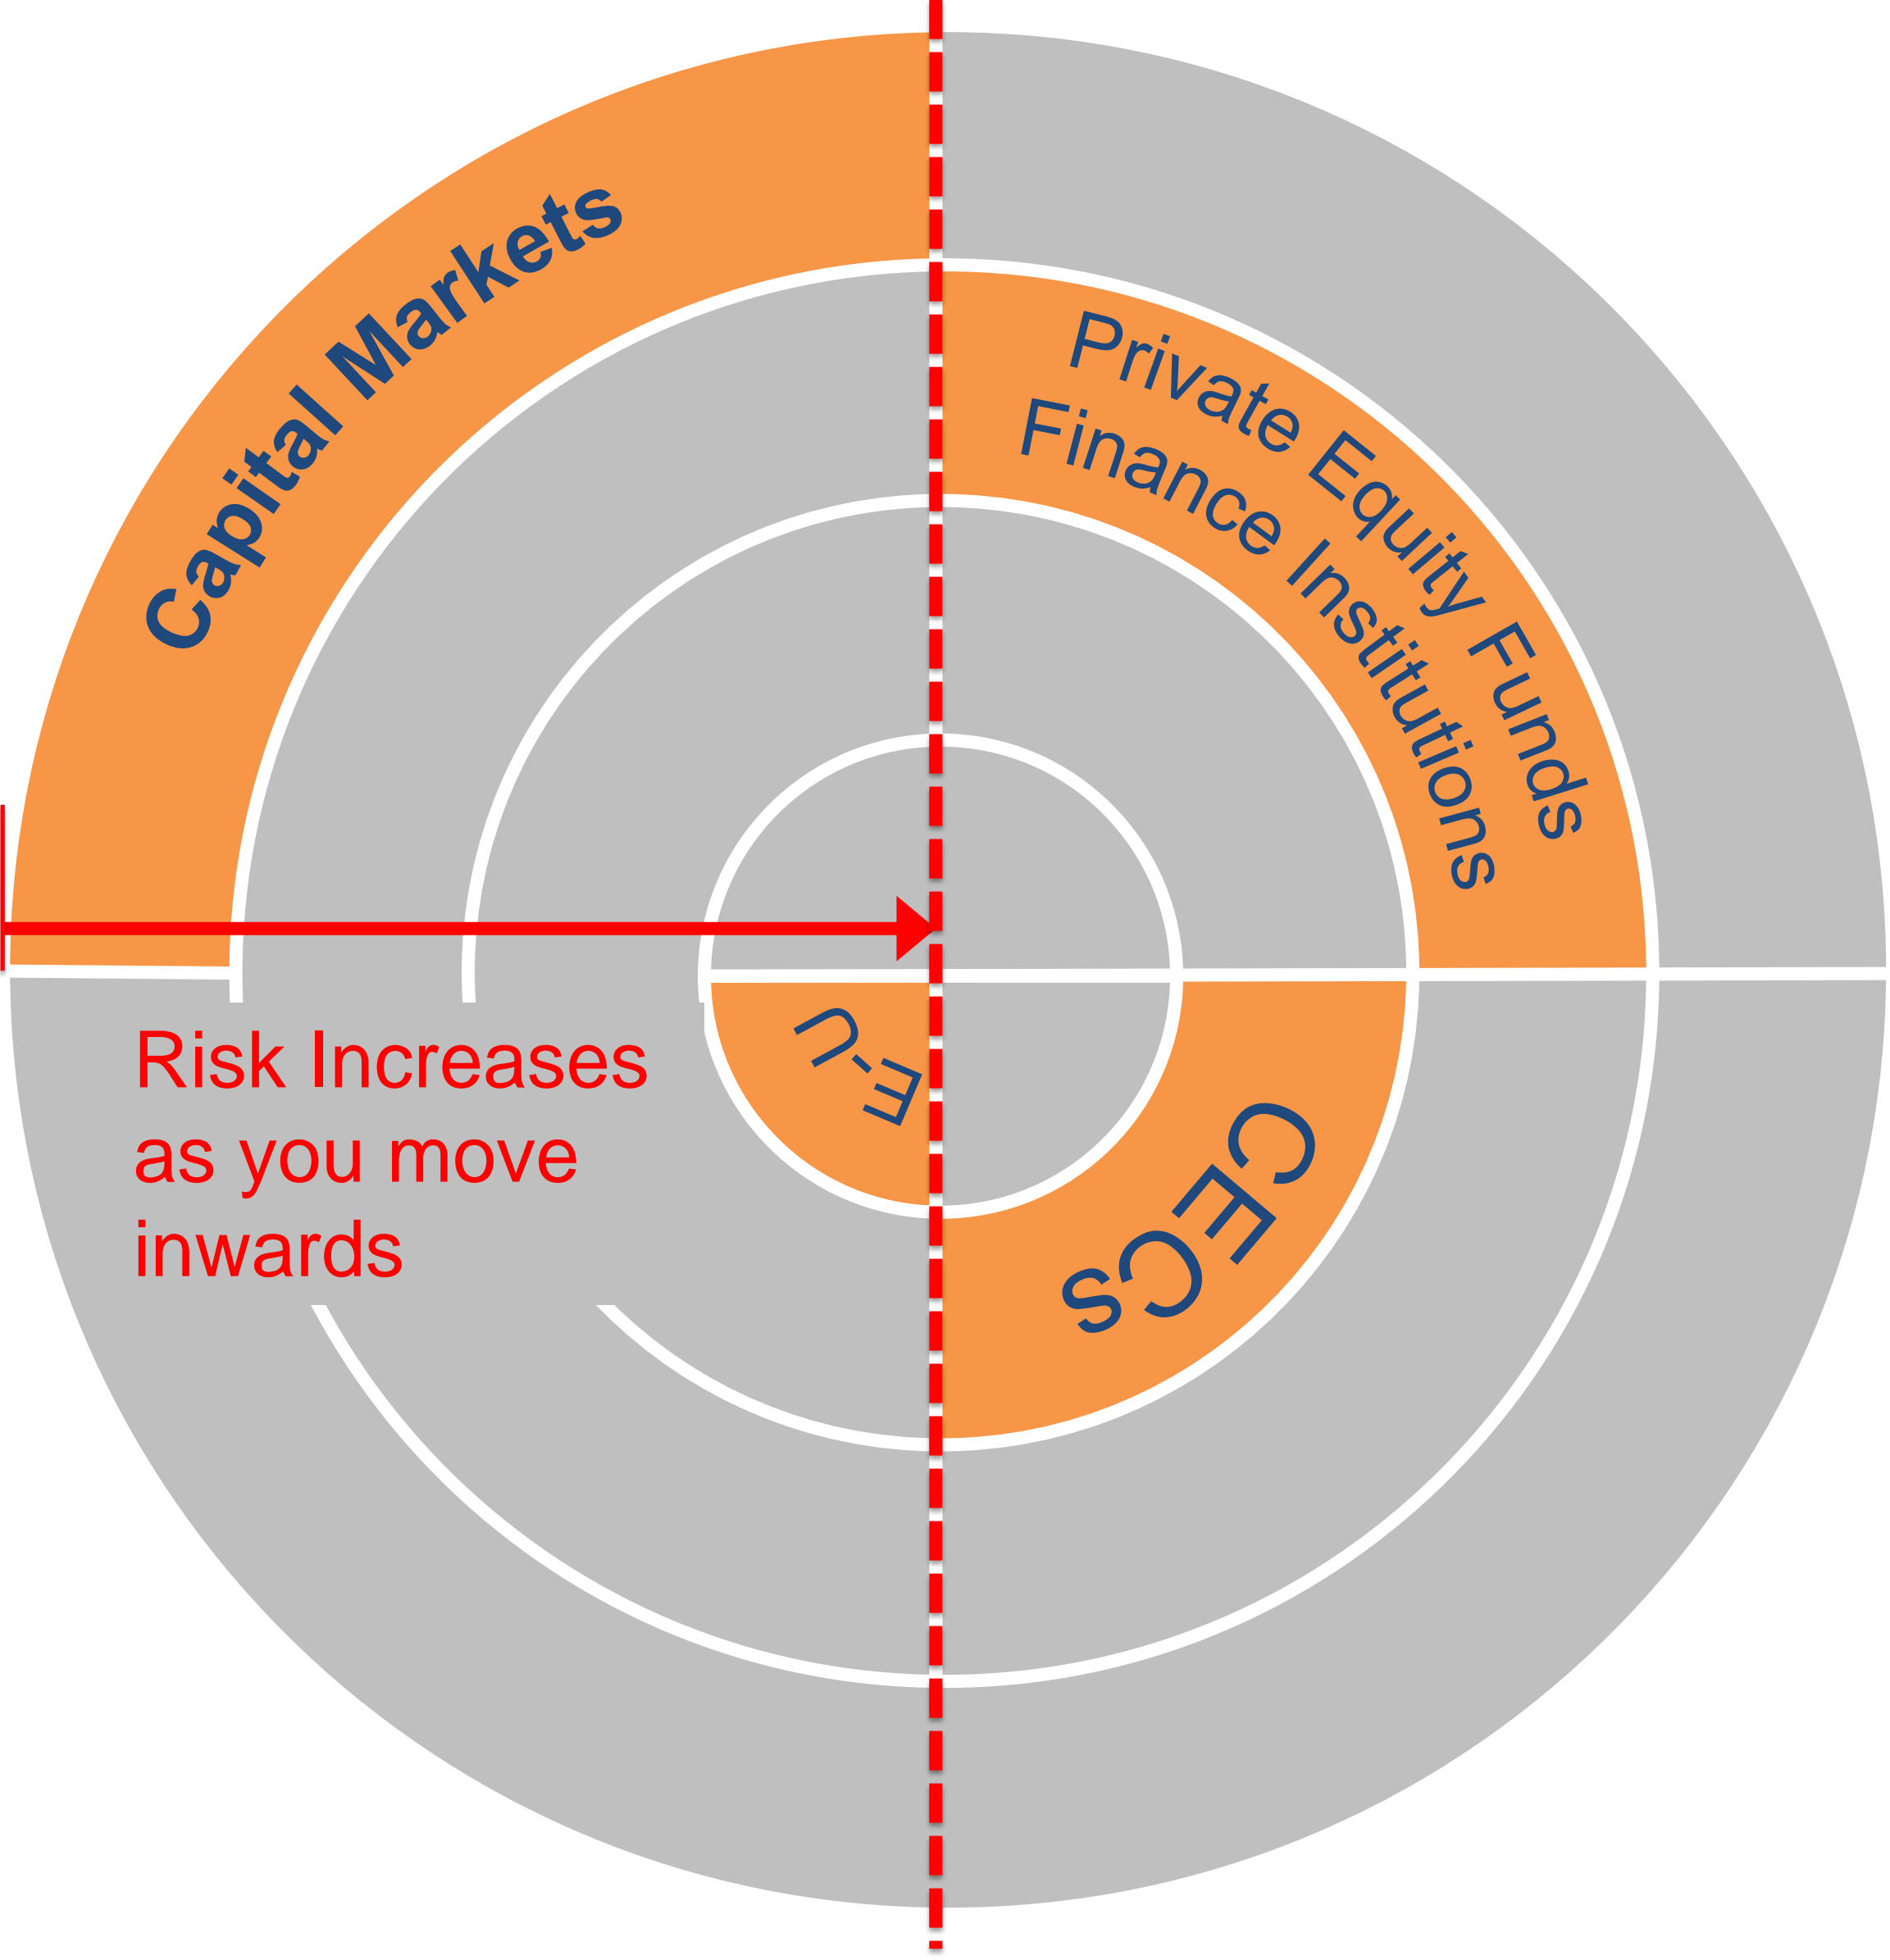 Capital Markets
Private Equity Funds
Finance Institutions
Risk Increases
as you move
inwards
U-E
CECs